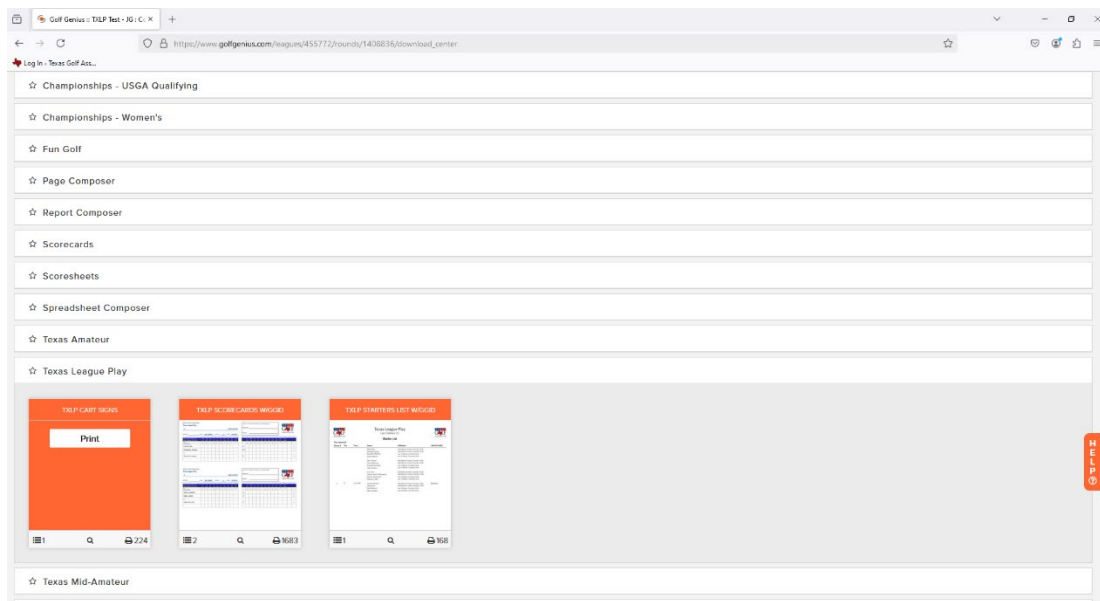 Golf Genius :: TXLP Test - JG : Co
https://www.golfgenius.com/leagues/455772/rounds/1408836/download_center
Log In - Texas Golf Ass...
Championships - USGA Qualifying
Championships - Women's
Fun Golf
Page Composer
Report Composer
Scorecards
Scoresheets
Spreadsheet Composer
Texas Amateur
Texas League Play
TXLP CART SIGNS
TXLP SCORECARDS W/GGID
TXLP STARTERS LIST W/GGID
Print
Texas League Play
1
224
2
1683
1
168
HELP?
Texas Mid-Amateur